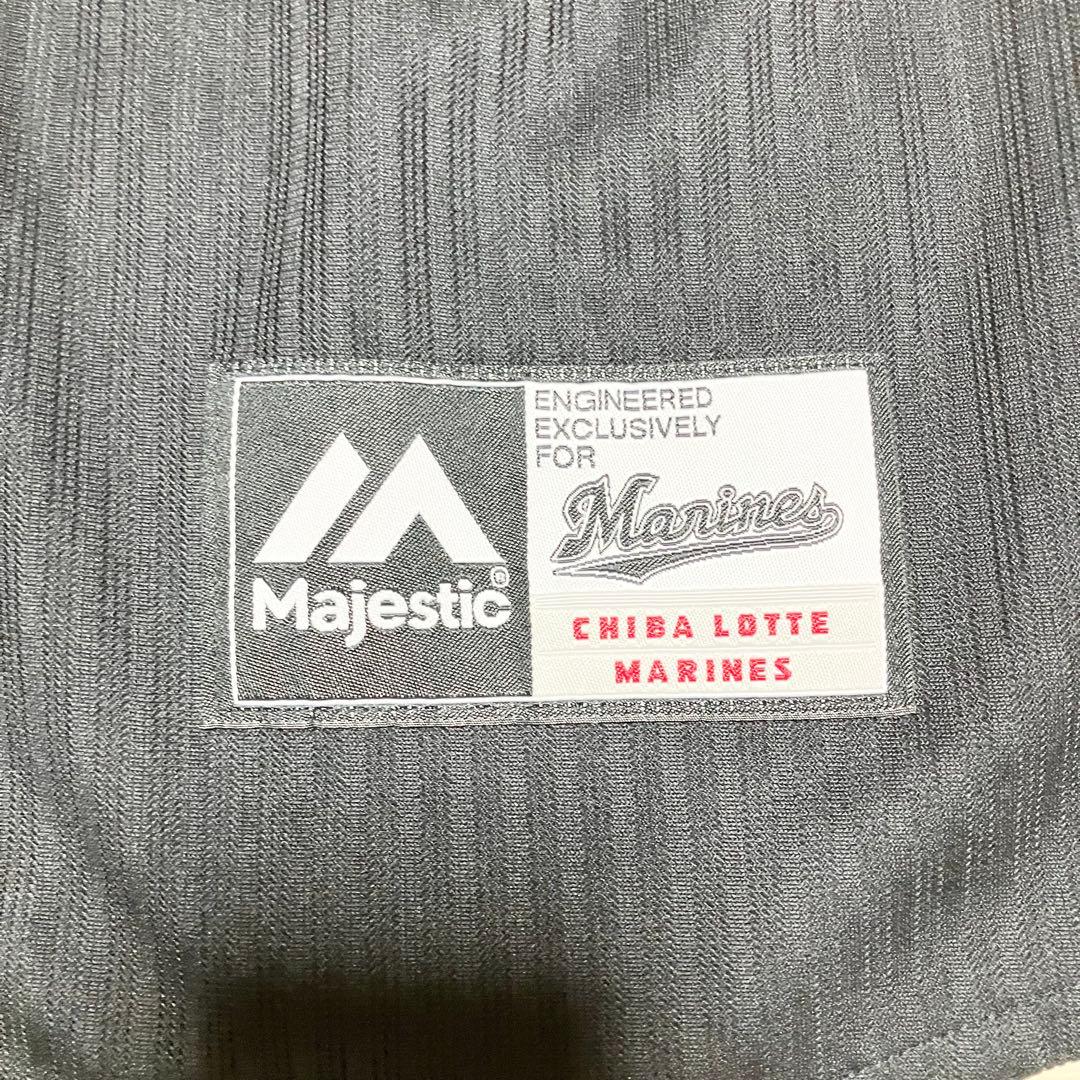 Majestic®
ENGINEERED
EXCLUSIVELY
FOR
Marines
CHIBA LOTTE
MARINES